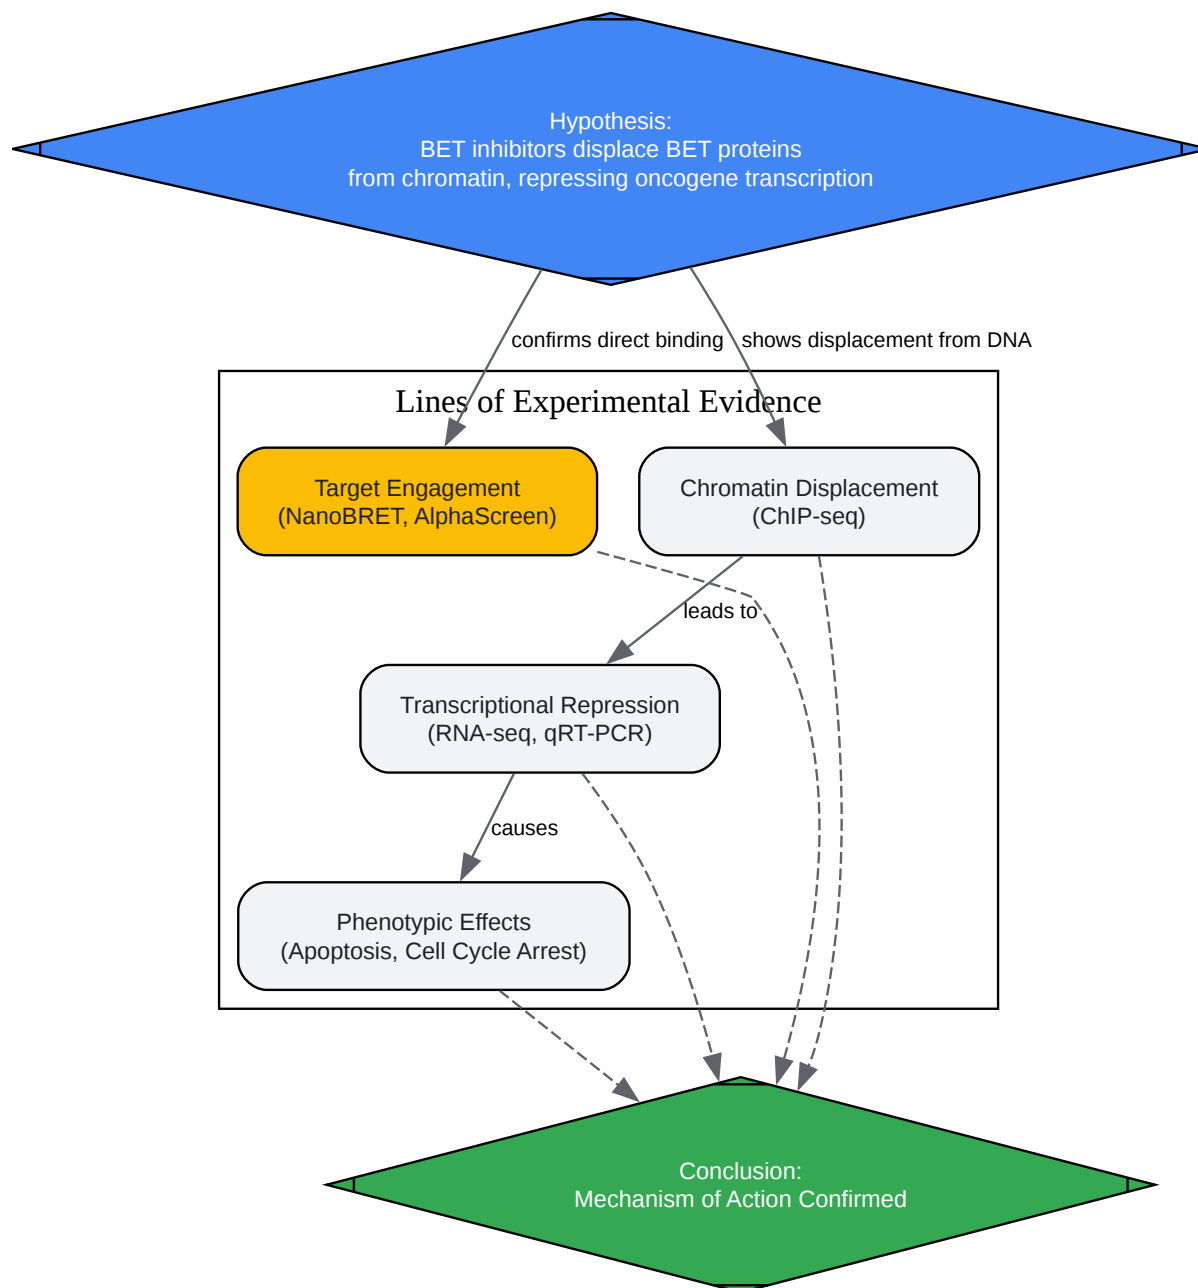 Hypothesis:
BET inhibitors displace BET proteins
from chromatin, repressing oncogene transcription
confirms direct binding
shows displacement from DNA
Lines of Experimental Evidence
Target Engagement
(NanoBRET, AlphaScreen)
Chromatin Displacement
(ChIP-seq)
leads to
Transcriptional Repression
(RNA-seq, qRT-PCR)
causes
Phenotypic Effects
(Apoptosis, Cell Cycle Arrest)
Conclusion:
Mechanism of Action Confirmed